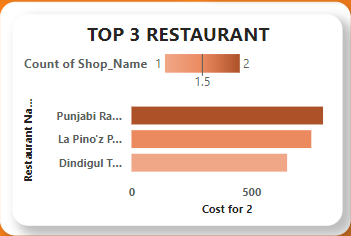 TOP 3 RESTAURANT
Count of Shop_Name 1 2
1.5
Restaurant Na...
Punjabi Ra...
La Pino'z P...
Dindigul T...
0 500
Cost for 2